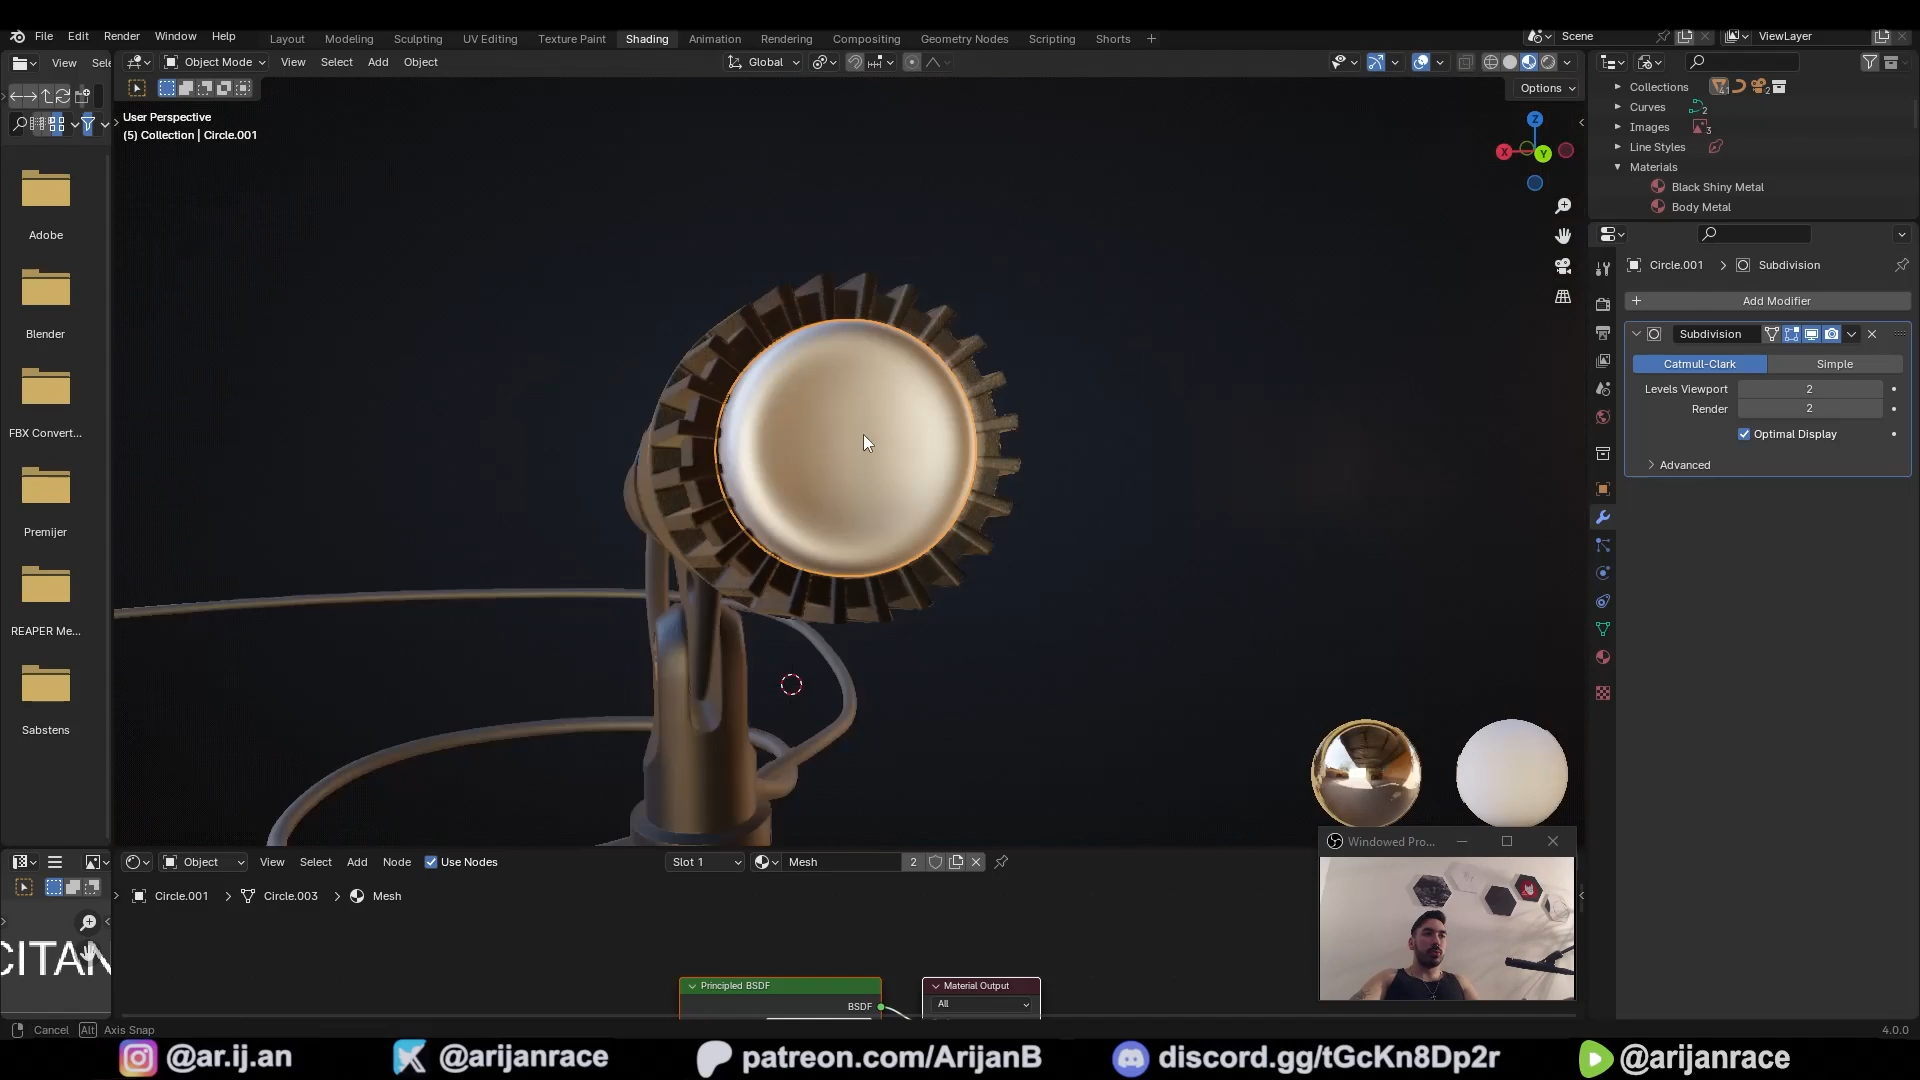 File Edit Render Window Help
Layout Modeling Sculpting UV Editing Texture Paint Shading Animation Rendering Compositing Geometry Nodes Scripting Shorts
Scene
ViewLayer
View
Object Mode View Select Add Object
Global
Options
User Perspective
(5) Collection | Circle.001
Z
X
Y
Adobe
Blender
FBX Convert...
Premijer
REAPER Me...
Sabstens
Collections
Curves
2
Images
3
Line Styles
Materials
Black Shiny Metal
Body Metal
Circle.001 Subdivision
Add Modifier
Subdivision
Catmull-Clark Simple
Levels Viewport 2
Render 2
Optimal Display
Advanced
Windowed Pro...
Object View Select Add Node Use Nodes Slot 1 Mesh 2
Circle.001 Circle.003 Mesh
CITAN
Principled BSDF
BSDF
Material Output
All
Cancel Alt Axis Snap
4.0.0
@ar.ij.an @arijanrace patreon.com/ArijanB discord.gg/tGcKn8Dp2r @arijanrace